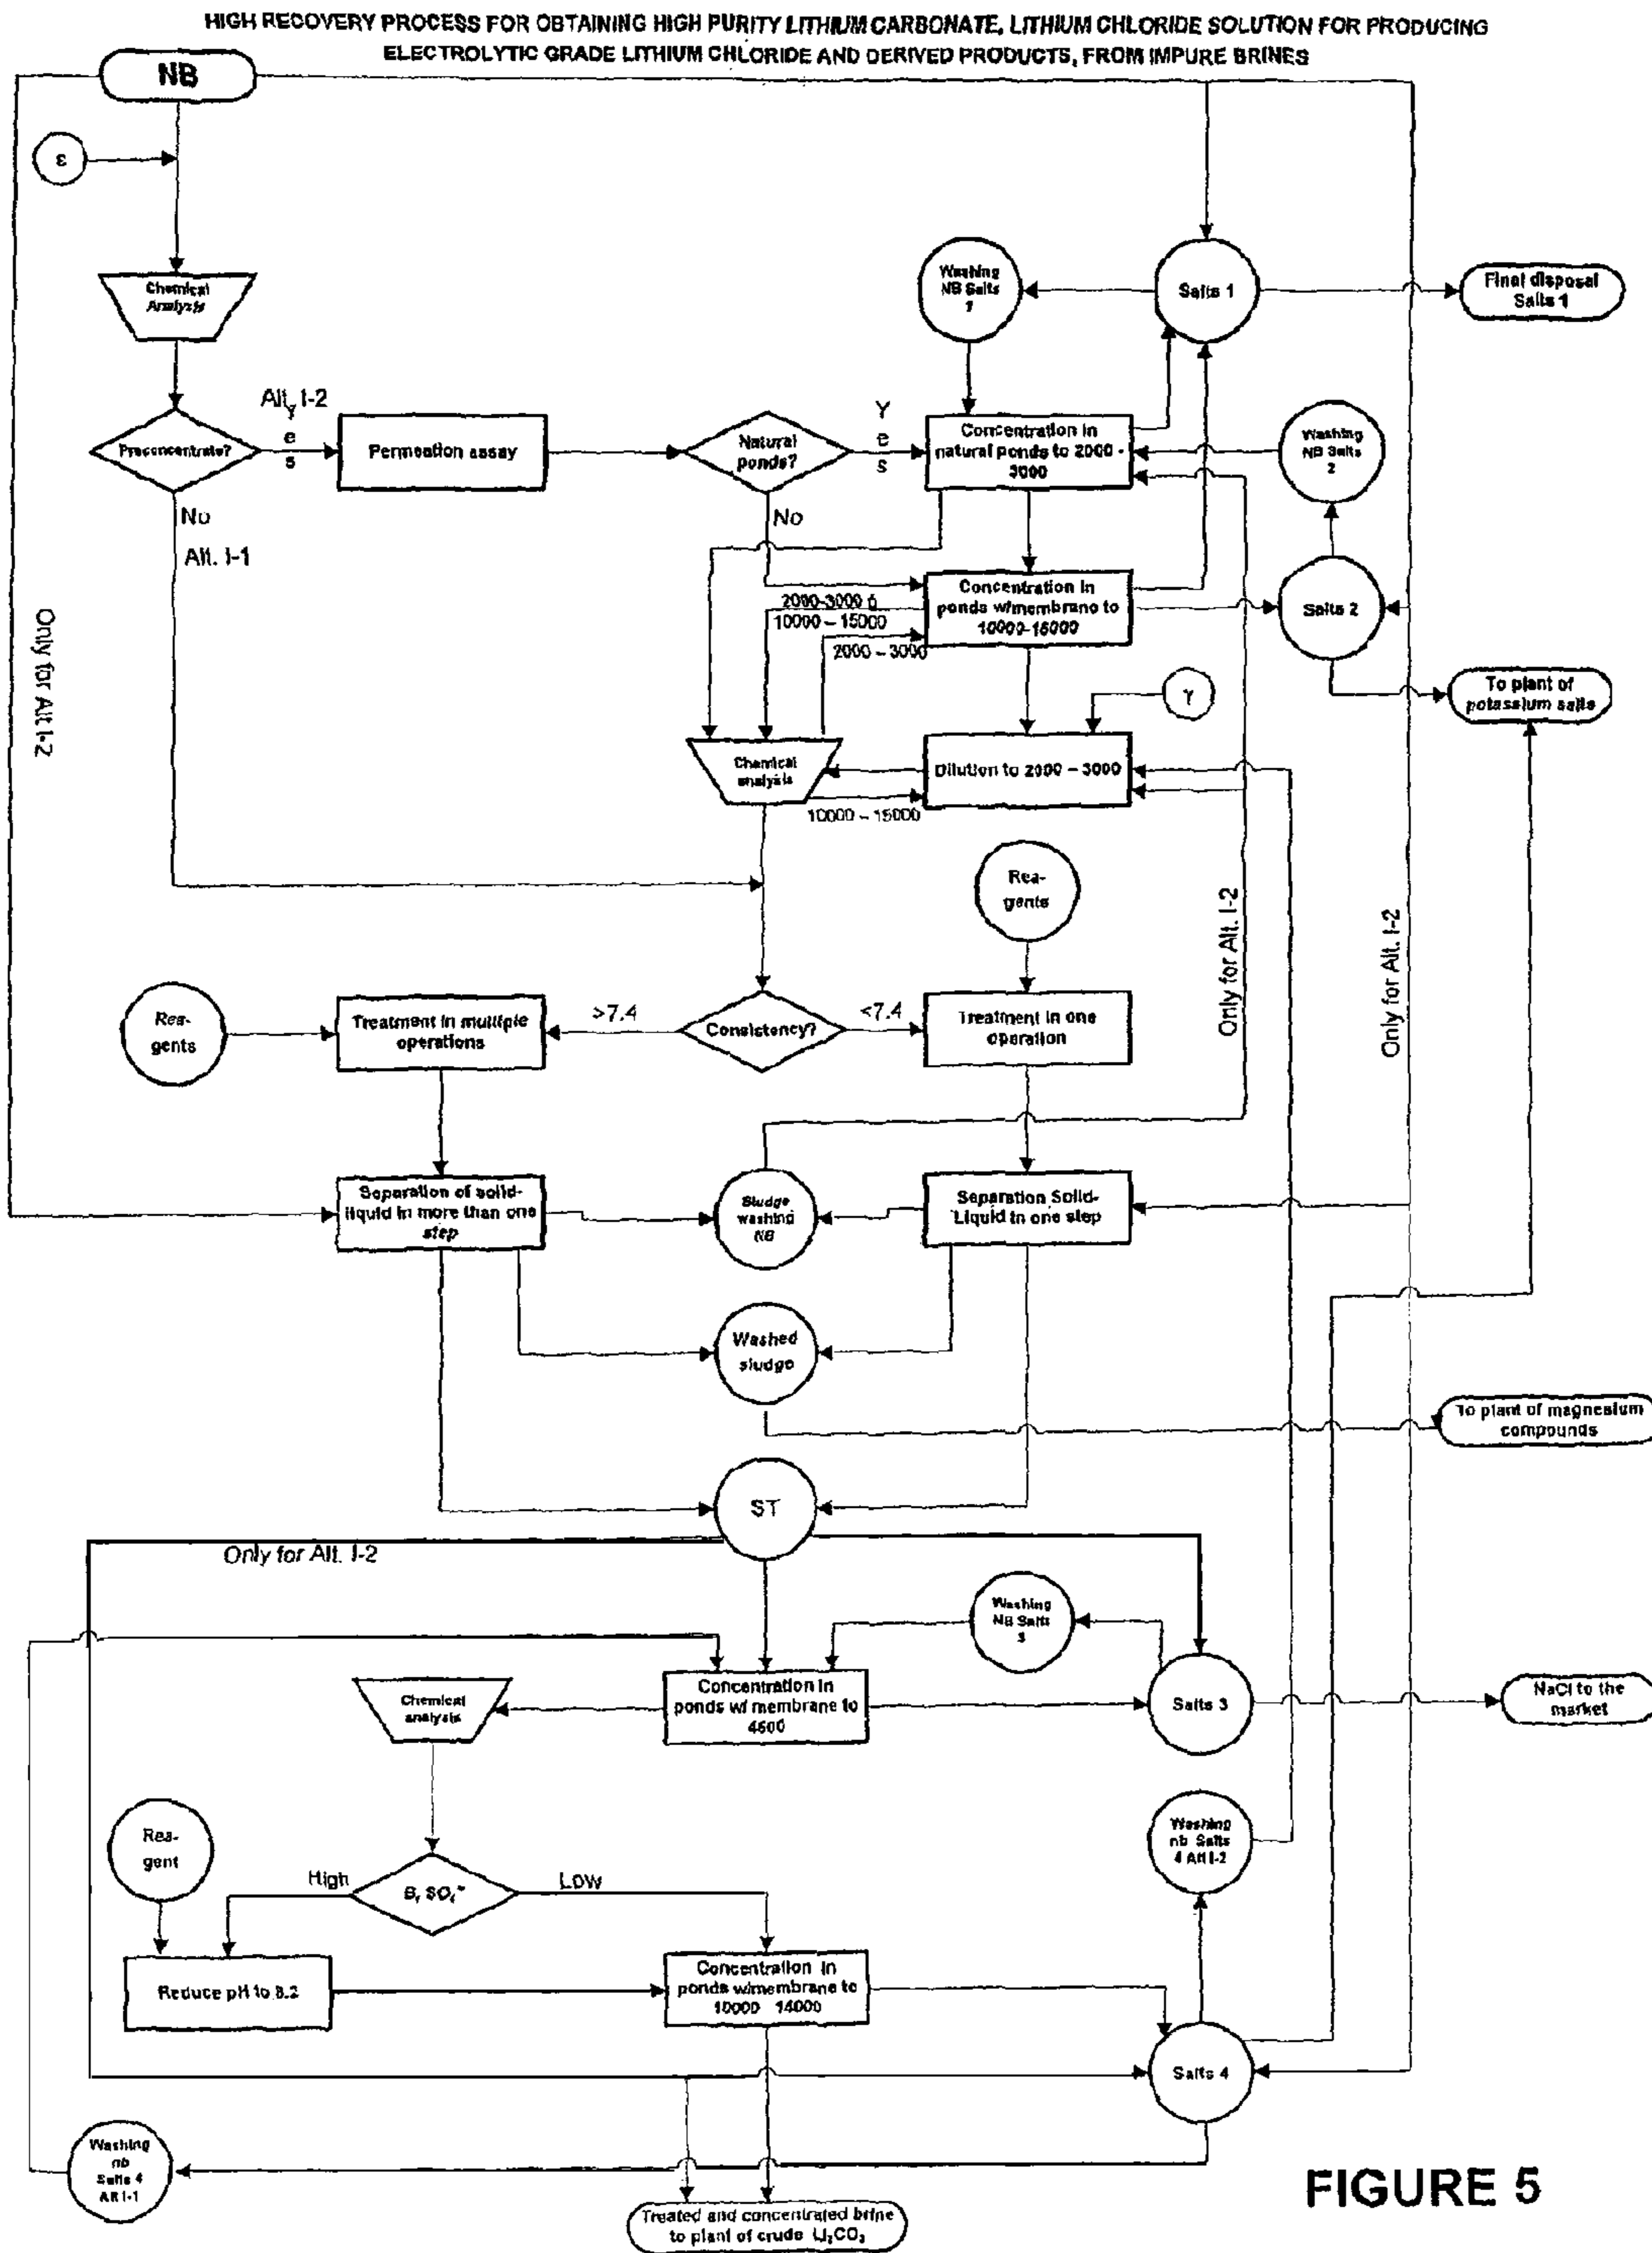 HIGH RECOVERY PROCESS FOR OBTAINING HIGH PURITY LITHIUM CARBONATE, LITHIUM CHLORIDE SOLUTION FOR PRODUCING
ELECTROLYTIC GRADE LITHIUM CHLORIDE AND DERIVED PRODUCTS, FROM IMPURE BRINES
NB
ε
Chemical
Analysis
Washing
NB Salts
1
Salts 1
Final disposal
Salts 1
Preconcentrate?
Alt. I-2
Yes
Permeation assay
Natural
ponds?
Yes
Concentration in
natural ponds to 2000 -
3000
Washing
NB Salts
2
No
Alt. I-1
No
Only for Alt I-2
2000-3000 ó
10000 – 15000
2000 – 3000
Concentration in
ponds w/membrane to
10000-15000
Salts 2
To plant of
potassium salts
γ
Chemical
analysis
Dilution to 2000 – 3000
10000 – 15000
Rea-
gents
Only for Alt. I-2
Only for Alt. I-2
Rea-
gents
Treatment in multiple
operations
>7.4
Consistency?
<7.4
Treatment in one
operation
Separation of solid-
liquid in more than one
step
Sludge
washing
NB
Separation Solid-
Liquid in one step
Washed
sludge
To plant of magnesium
compounds
ST
Only for Alt. I-2
Washing
NB Salts
3
Chemical
analysis
Concentration in
ponds w/ membrane to
4500
Salts 3
NaCl to the
market
Rea-
gent
High
B, SO₄⁼
Low
Washing
nb Salts
4 Alt I-2
Reduce pH to 8.2
Concentration in
ponds w/membrane to
10000 14000
Salts 4
Washing
nb
Salts 4
Alt I-1
Treated and concentrated brine
to plant of crude Li₂CO₃
FIGURE 5